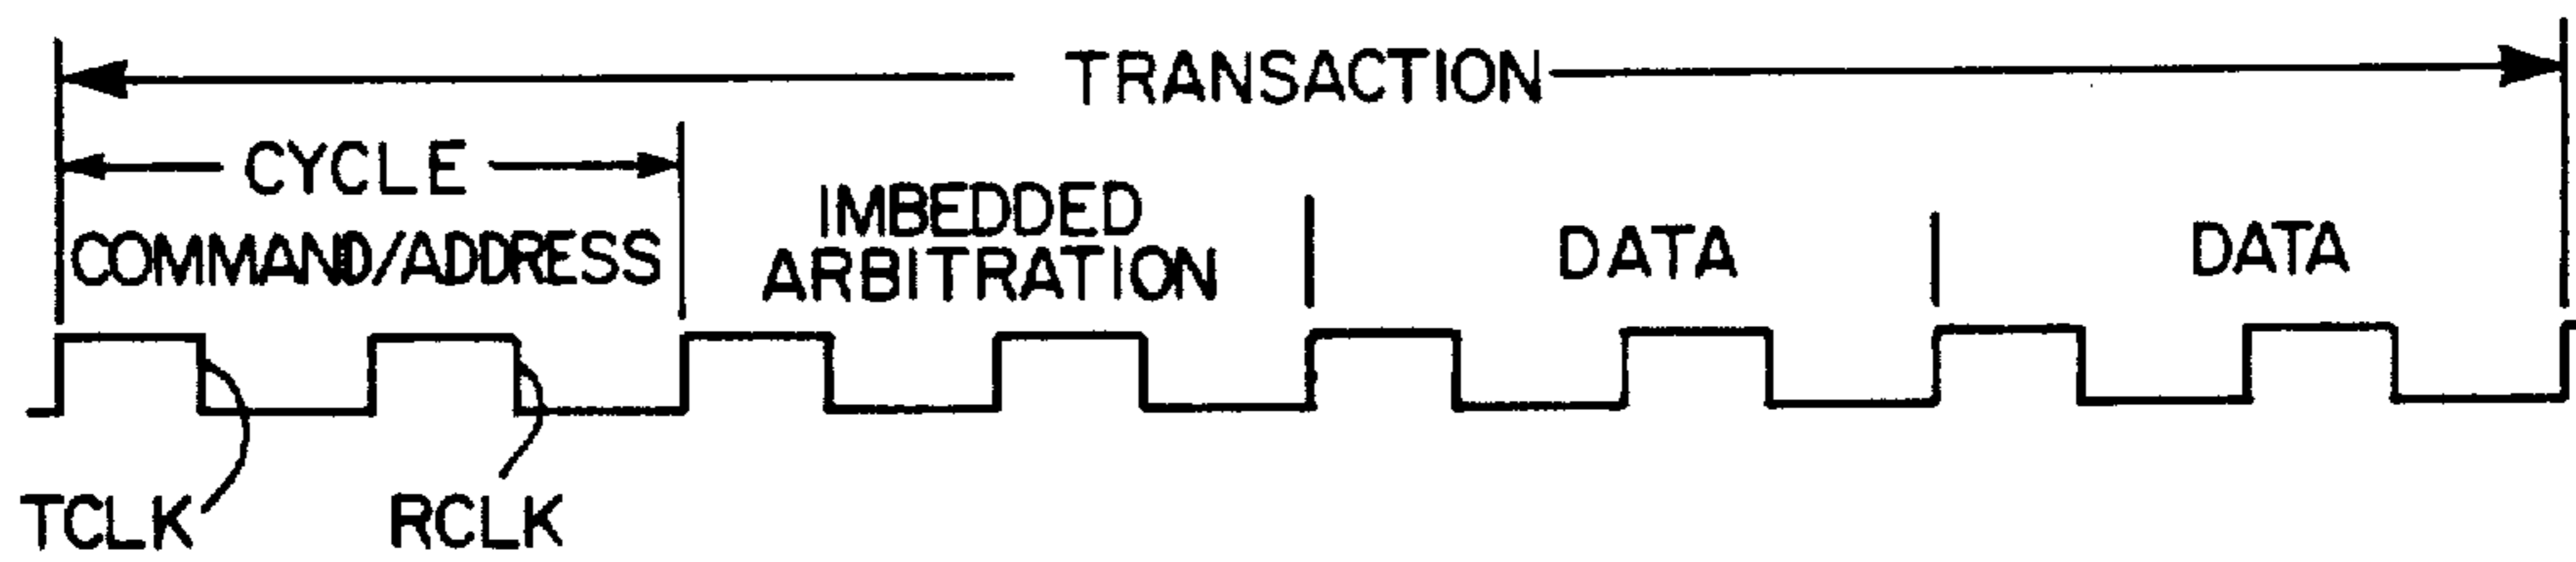 TRANSACTION
CYCLE
COMMAND/ADDRESS
IMBEDDED
ARBITRATION
DATA
DATA
TCLK
RCLK